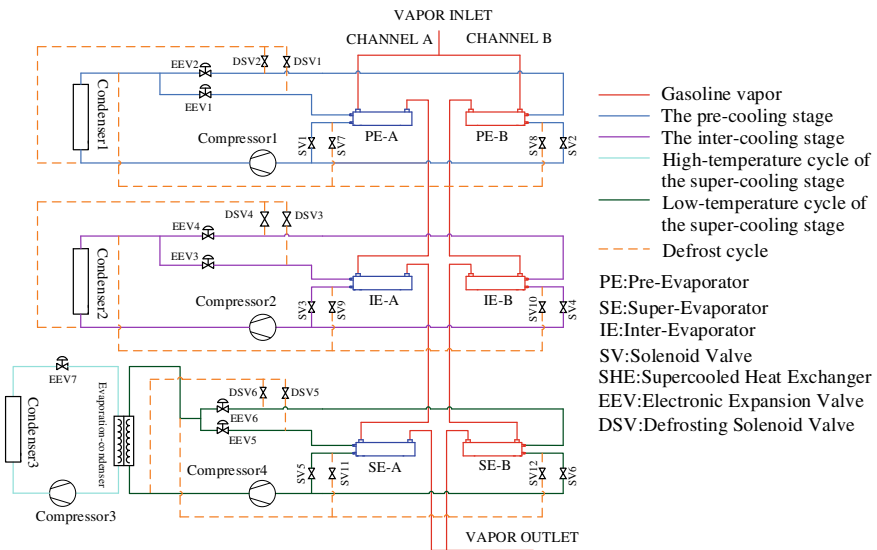 VAPOR INLET
CHANNEL A
CHANNEL B
EEV2
DSV2
DSV1
EEV1
Condenser1
Compressor1
SV1
SV7
PE-A
PE-B
SV8
SV2
EEV4
DSV4
DSV3
EEV3
Condenser2
Compressor2
SV3
SV9
IE-A
IE-B
SV10
SV4
EEV7
Evaporation-condenser
Condenser3
DSV6
DSV5
EEV6
EEV5
Compressor4
SV5
SV11
SE-A
SE-B
SV12
SV6
Compressor3
VAPOR OUTLET
Gasoline vapor
The pre-cooling stage
The inter-cooling stage
High-temperature cycle of
the super-cooling stage
Low-temperature cycle of
the super-cooling stage
Defrost cycle
PE:Pre-Evaporator
SE:Super-Evaporator
IE:Inter-Evaporator
SV:Solenoid Valve
SHE:Supercooled Heat Exchanger
EEV:Electronic Expansion Valve
DSV:Defrosting Solenoid Valve